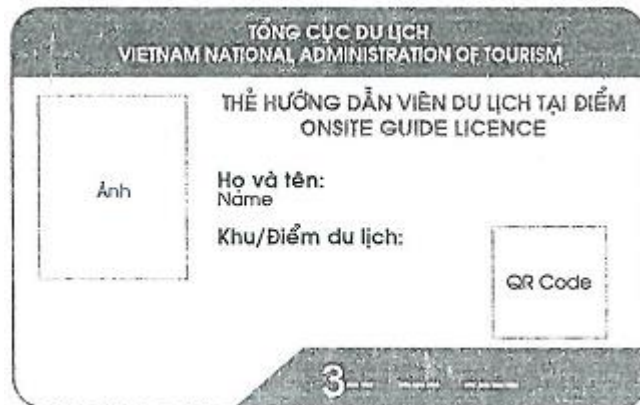 TỔNG CỤC DU LỊCH
VIETNAM NATIONAL ADMINISTRATION OF TOURISM
THẺ HƯỚNG DẪN VIÊN DU LỊCH TẠI ĐIỂM
ONSITE GUIDE LICENCE
Ảnh
Họ và tên:
Name
Khu/Điểm du lịch:
QR Code
3-- --- ----